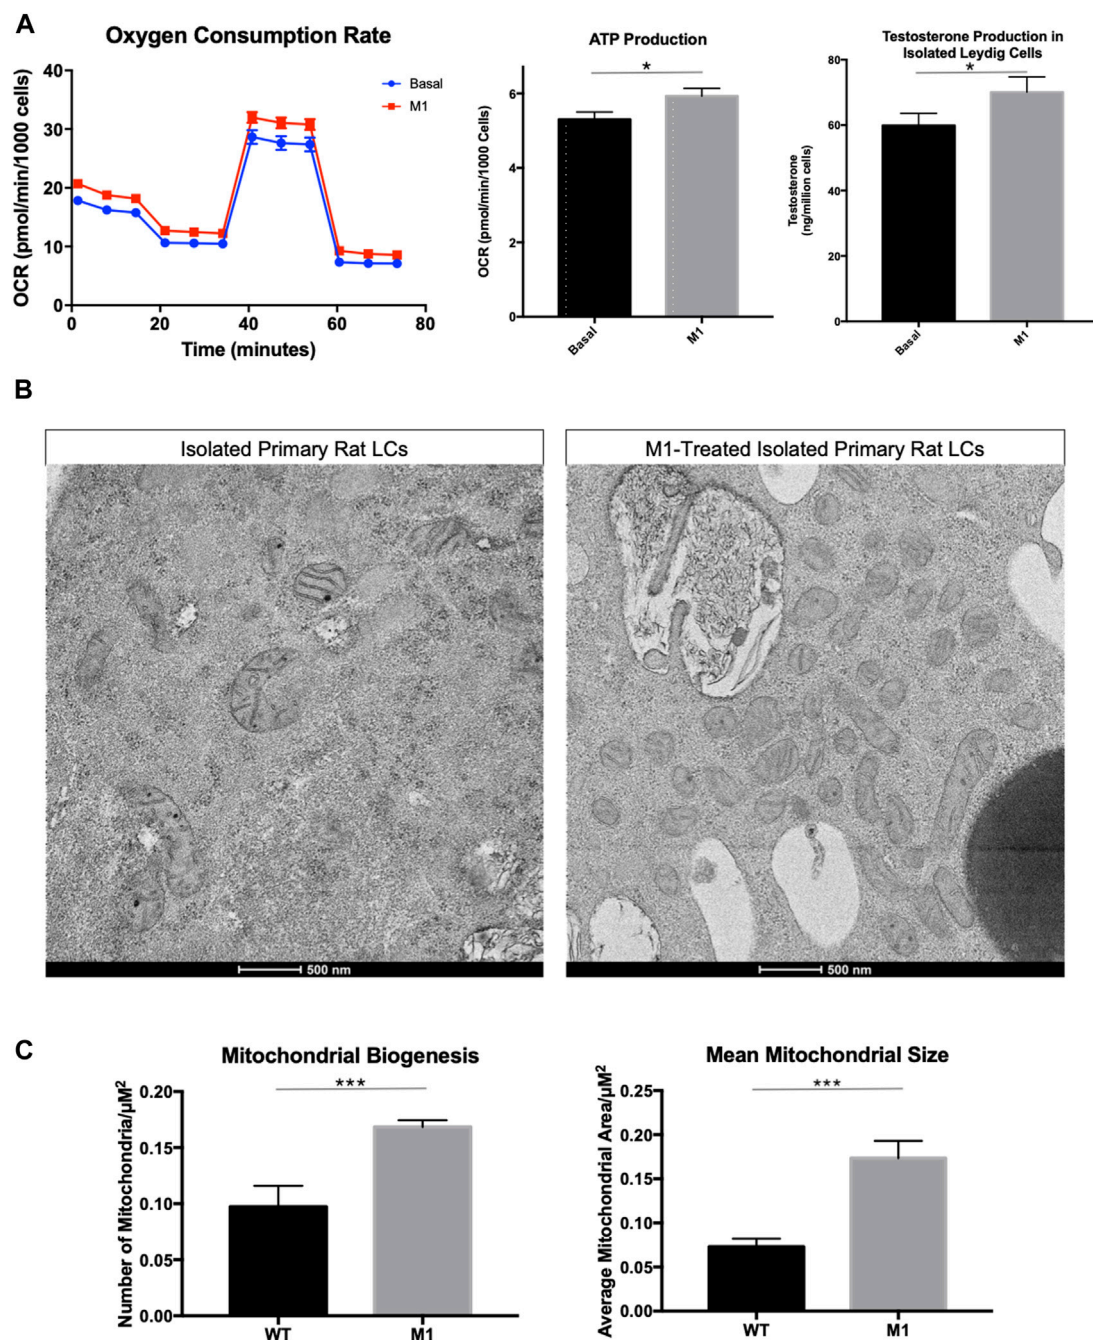 A
Oxygen Consumption Rate
OCR (pmol/min/1000 cells)
40
30
20
10
0
0 20 40 60 80
Time (minutes)
Basal
M1
ATP Production
*
OCR (pmol/min/1000 Cells)
6
4
2
0
Basal M1
Testosterone Production in
Isolated Leydig Cells
*
Testosterone
(ng/million cells)
80
60
40
20
0
Basal M1
B
Isolated Primary Rat LCs
500 nm
M1-Treated Isolated Primary Rat LCs
500 nm
C
Mitochondrial Biogenesis
***
Number of Mitochondria/µM²
0.20
0.15
0.10
0.05
0.00
WT M1
Mean Mitochondrial Size
***
Average Mitochondrial Area/µM²
0.25
0.20
0.15
0.10
0.05
0.00
WT M1